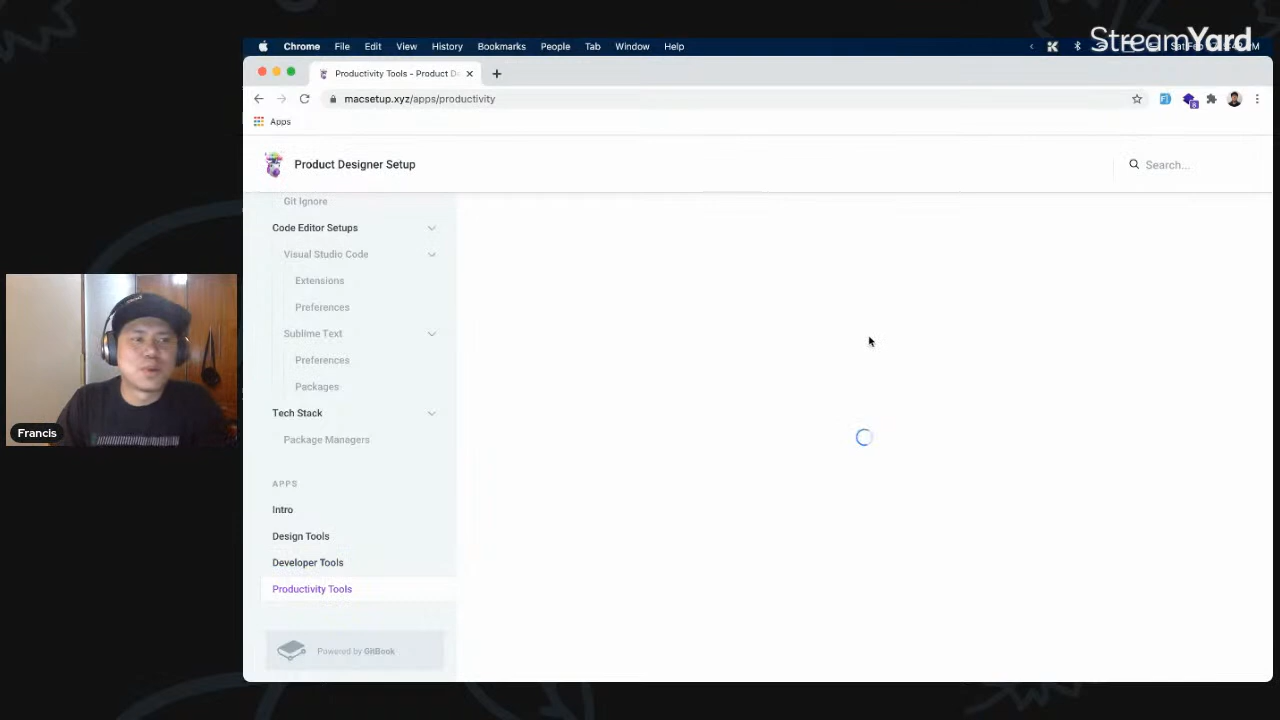 StreamYard
Chrome File Edit View History Bookmarks People Tab Window Help
Productivity Tools - Product De
macsetup.xyz/apps/productivity
Apps
Product Designer Setup
Search...
Git Ignore
Code Editor Setups
Visual Studio Code
Extensions
Preferences
Sublime Text
Preferences
Packages
Tech Stack
Package Managers
APPS
Intro
Design Tools
Developer Tools
Productivity Tools
Powered by GitBook
Francis